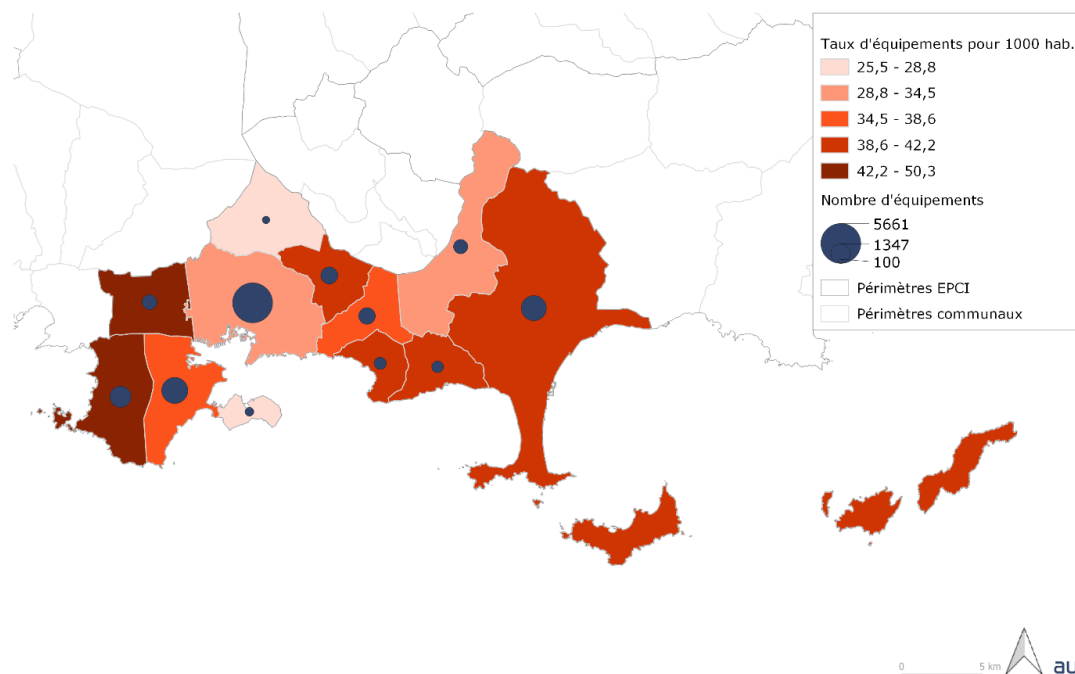 Taux d'équipements pour 1000 hab.
25,5 - 28,8
28,8 - 34,5
34,5 - 38,6
38,6 - 42,2
42,2 - 50,3
Nombre d'équipements
5661
1347
100
Périmètres EPCI
Périmètres communaux
0 5 km
au